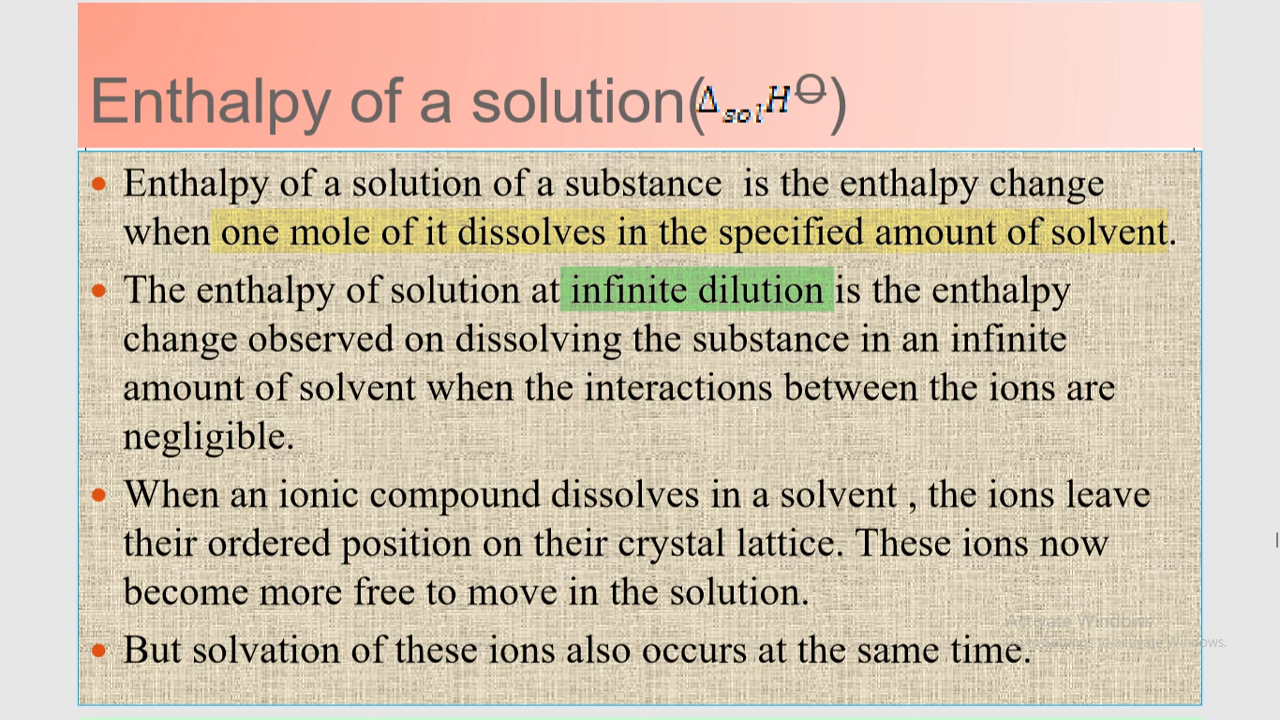 Enthalpy of a solution(Δ sol H⊖)
• Enthalpy of a solution of a substance is the enthalpy change
when one mole of it dissolves in the specified amount of solvent.
• The enthalpy of solution at infinite dilution is the enthalpy
change observed on dissolving the substance in an infinite
amount of solvent when the interactions between the ions are
negligible.
• When an ionic compound dissolves in a solvent , the ions leave
their ordered position on their crystal lattice. These ions now
become more free to move in the solution.
• But solvation of these ions also occurs at the same time.
Activate Windows
Settings to activate Windows.